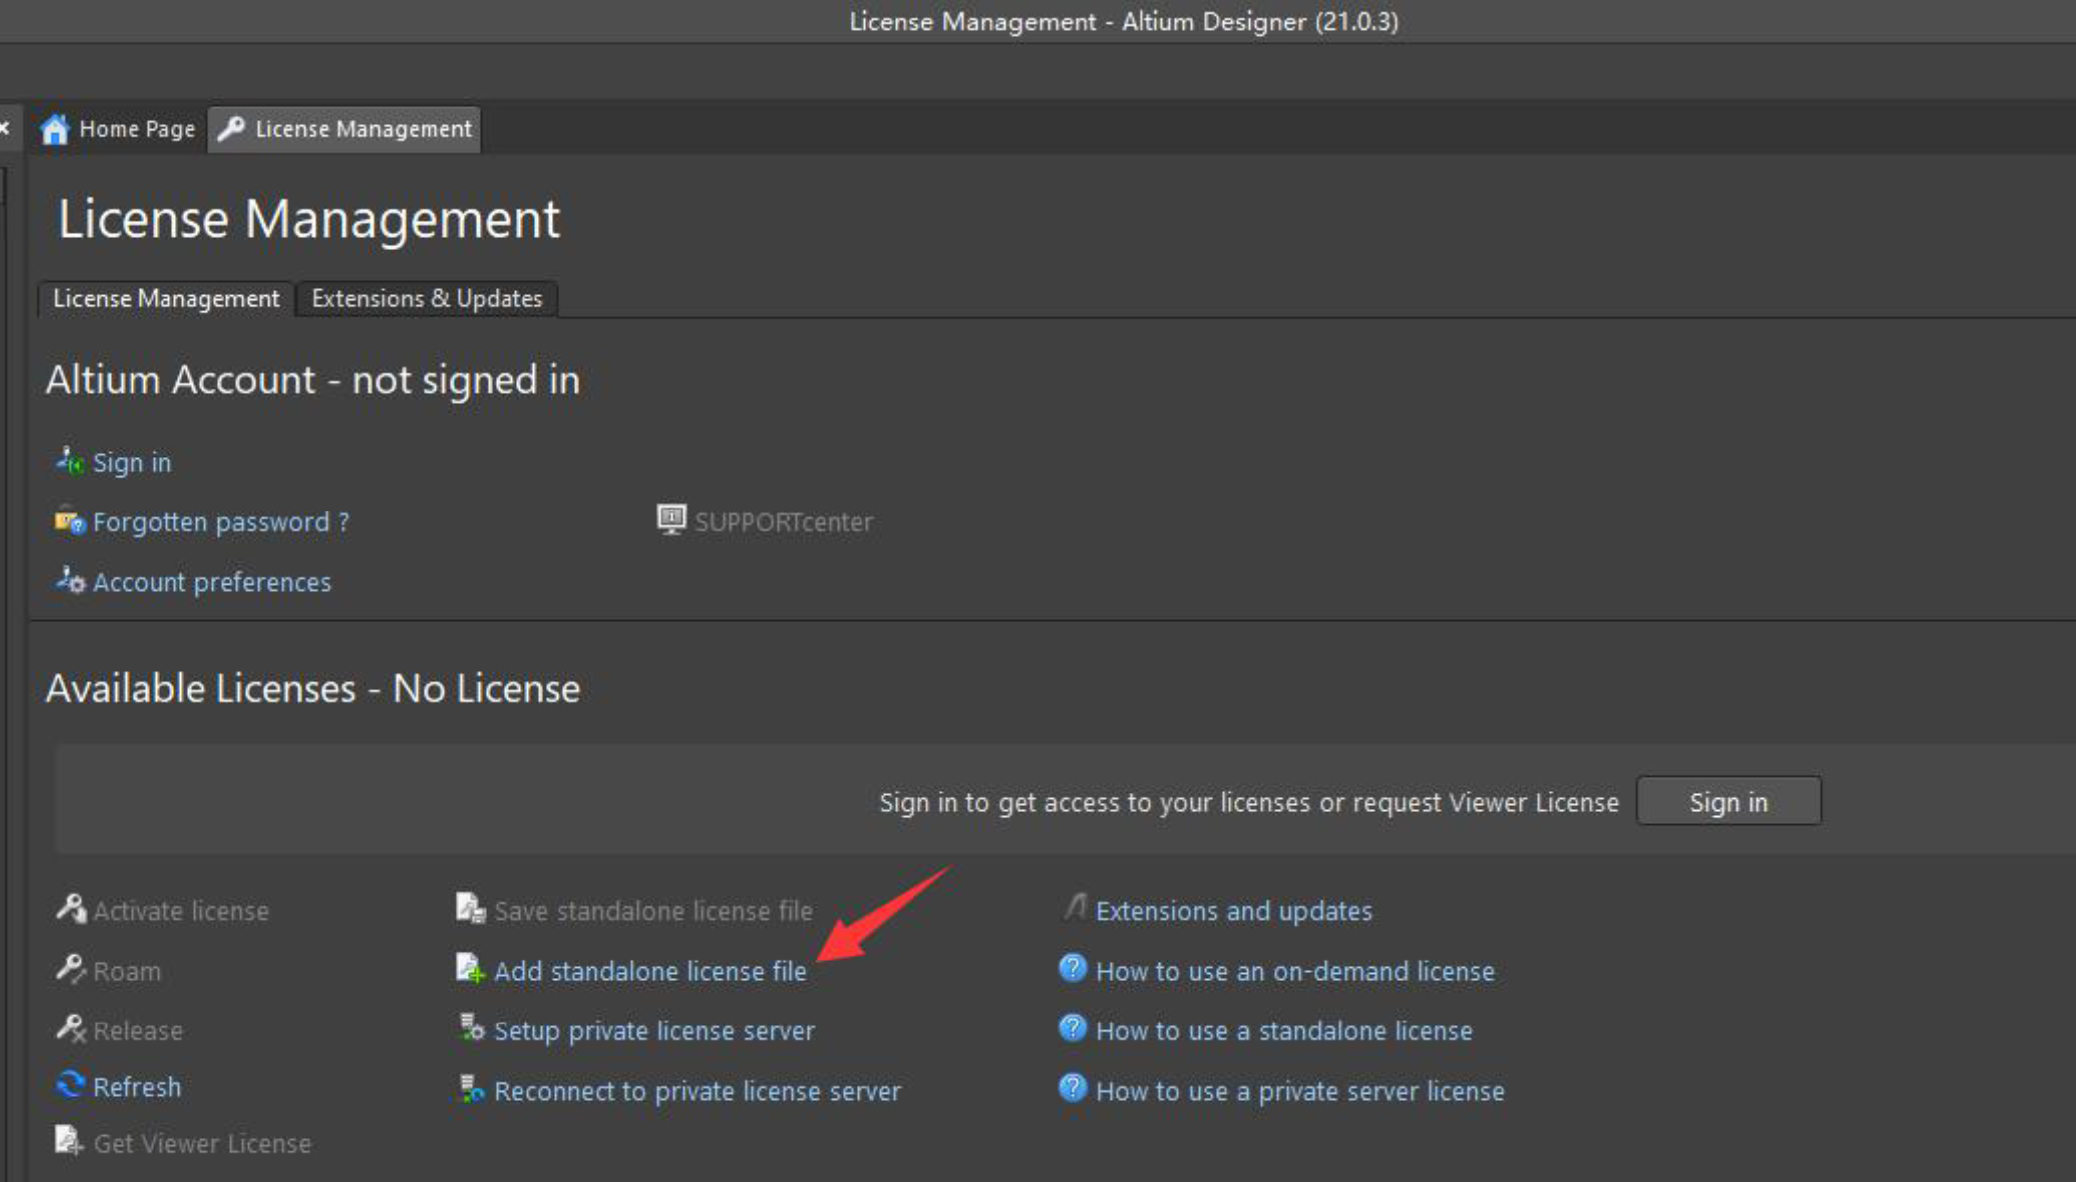 License Management - Altium Designer (21.0.3)
Home Page
License Management
License Management
License Management
Extensions & Updates
Altium Account - not signed in
Sign in
Forgotten password ?
SUPPORTcenter
Account preferences
Available Licenses - No License
Sign in to get access to your licenses or request Viewer License
Sign in
Activate license
Save standalone license file
Extensions and updates
Roam
Add standalone license file
How to use an on-demand license
Release
Setup private license server
How to use a standalone license
Refresh
Reconnect to private license server
How to use a private server license
Get Viewer License